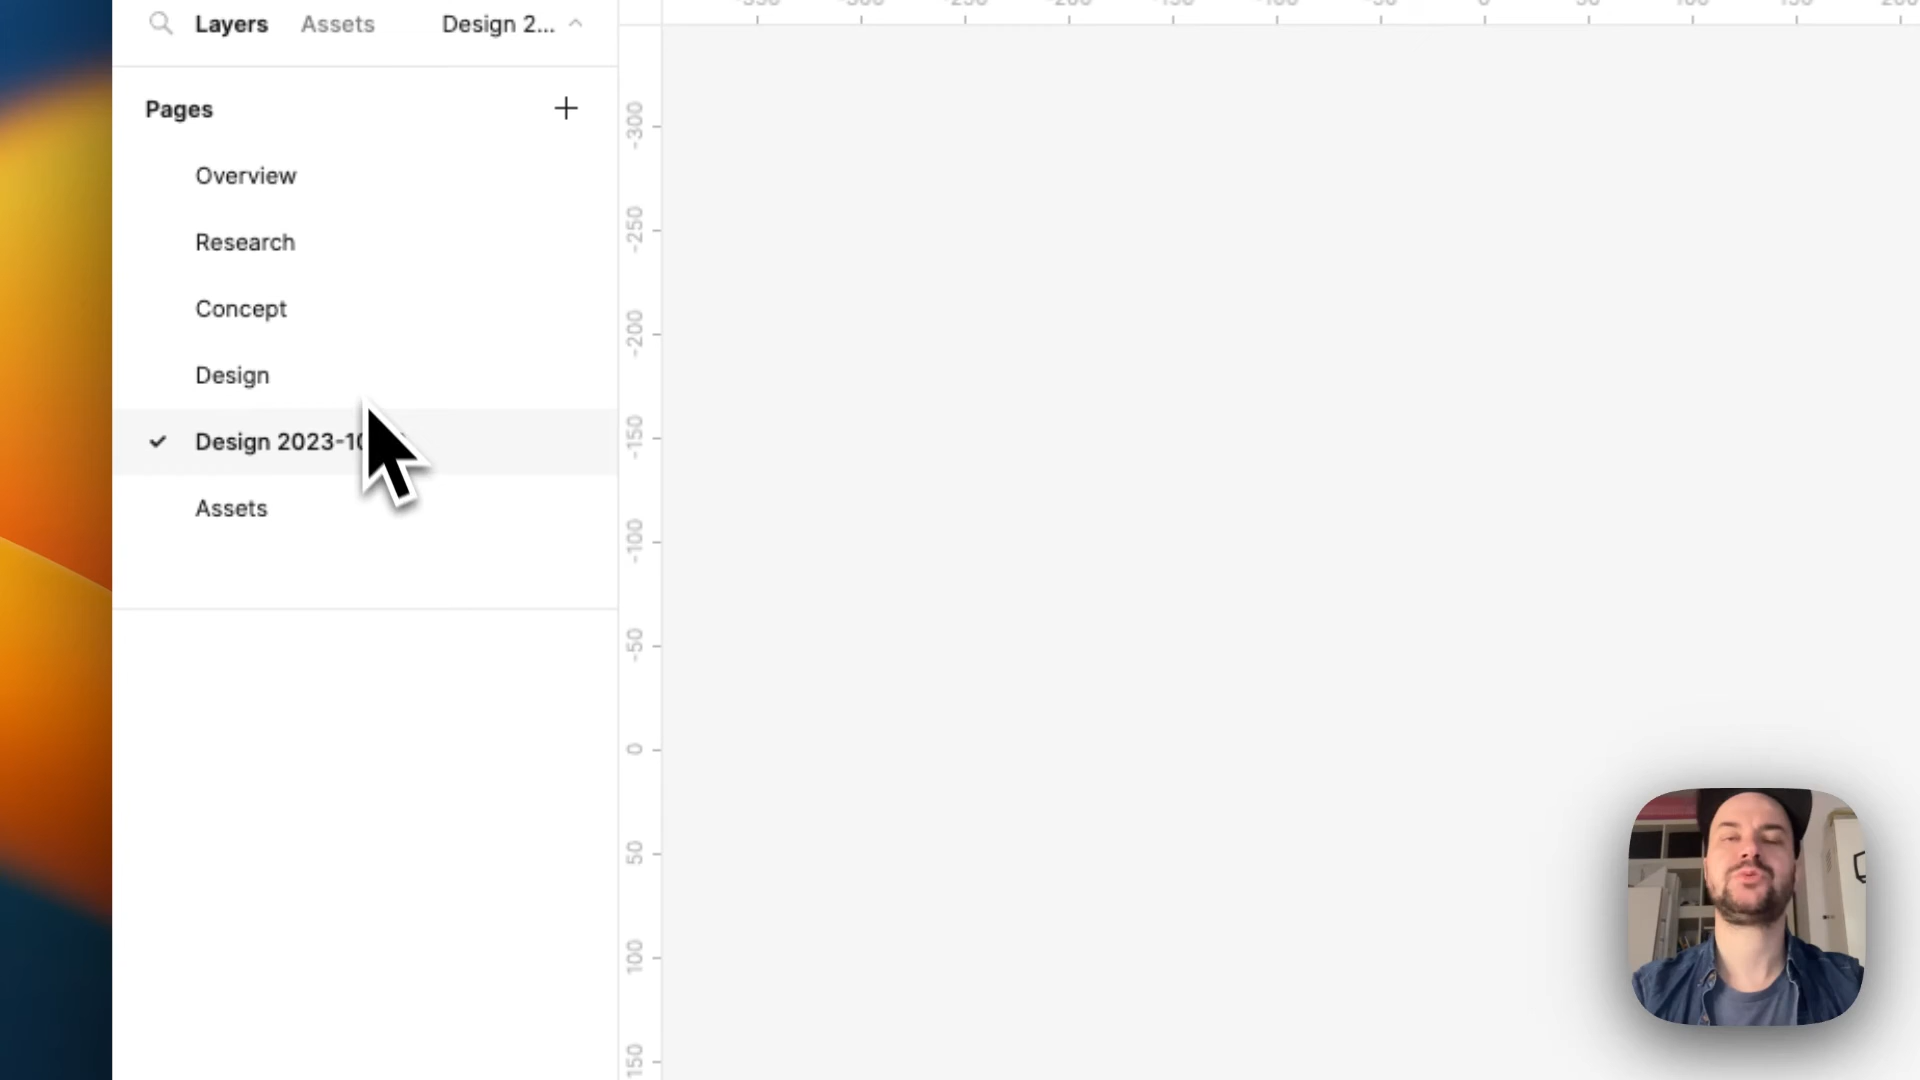 Layers Assets Design 2...
Pages
Overview
Research
Concept
Design
Design 2023-10
Assets
-300
-250
-200
-150
-100
-50
0
50
100
150